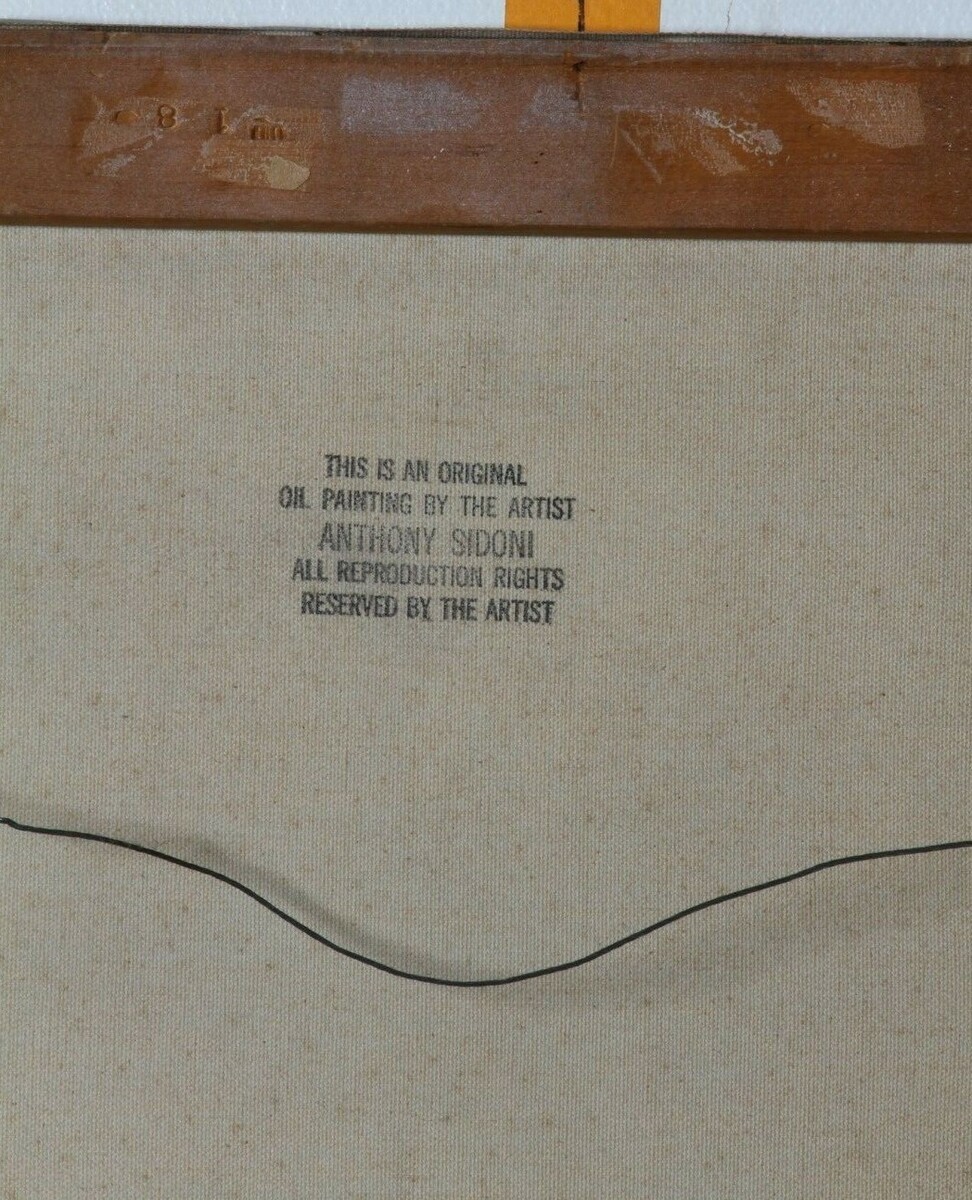 THIS IS AN ORIGINAL
OIL PAINTING BY THE ARTIST
ANTHONY SIDONI
ALL REPRODUCTION RIGHTS
RESERVED BY THE ARTIST